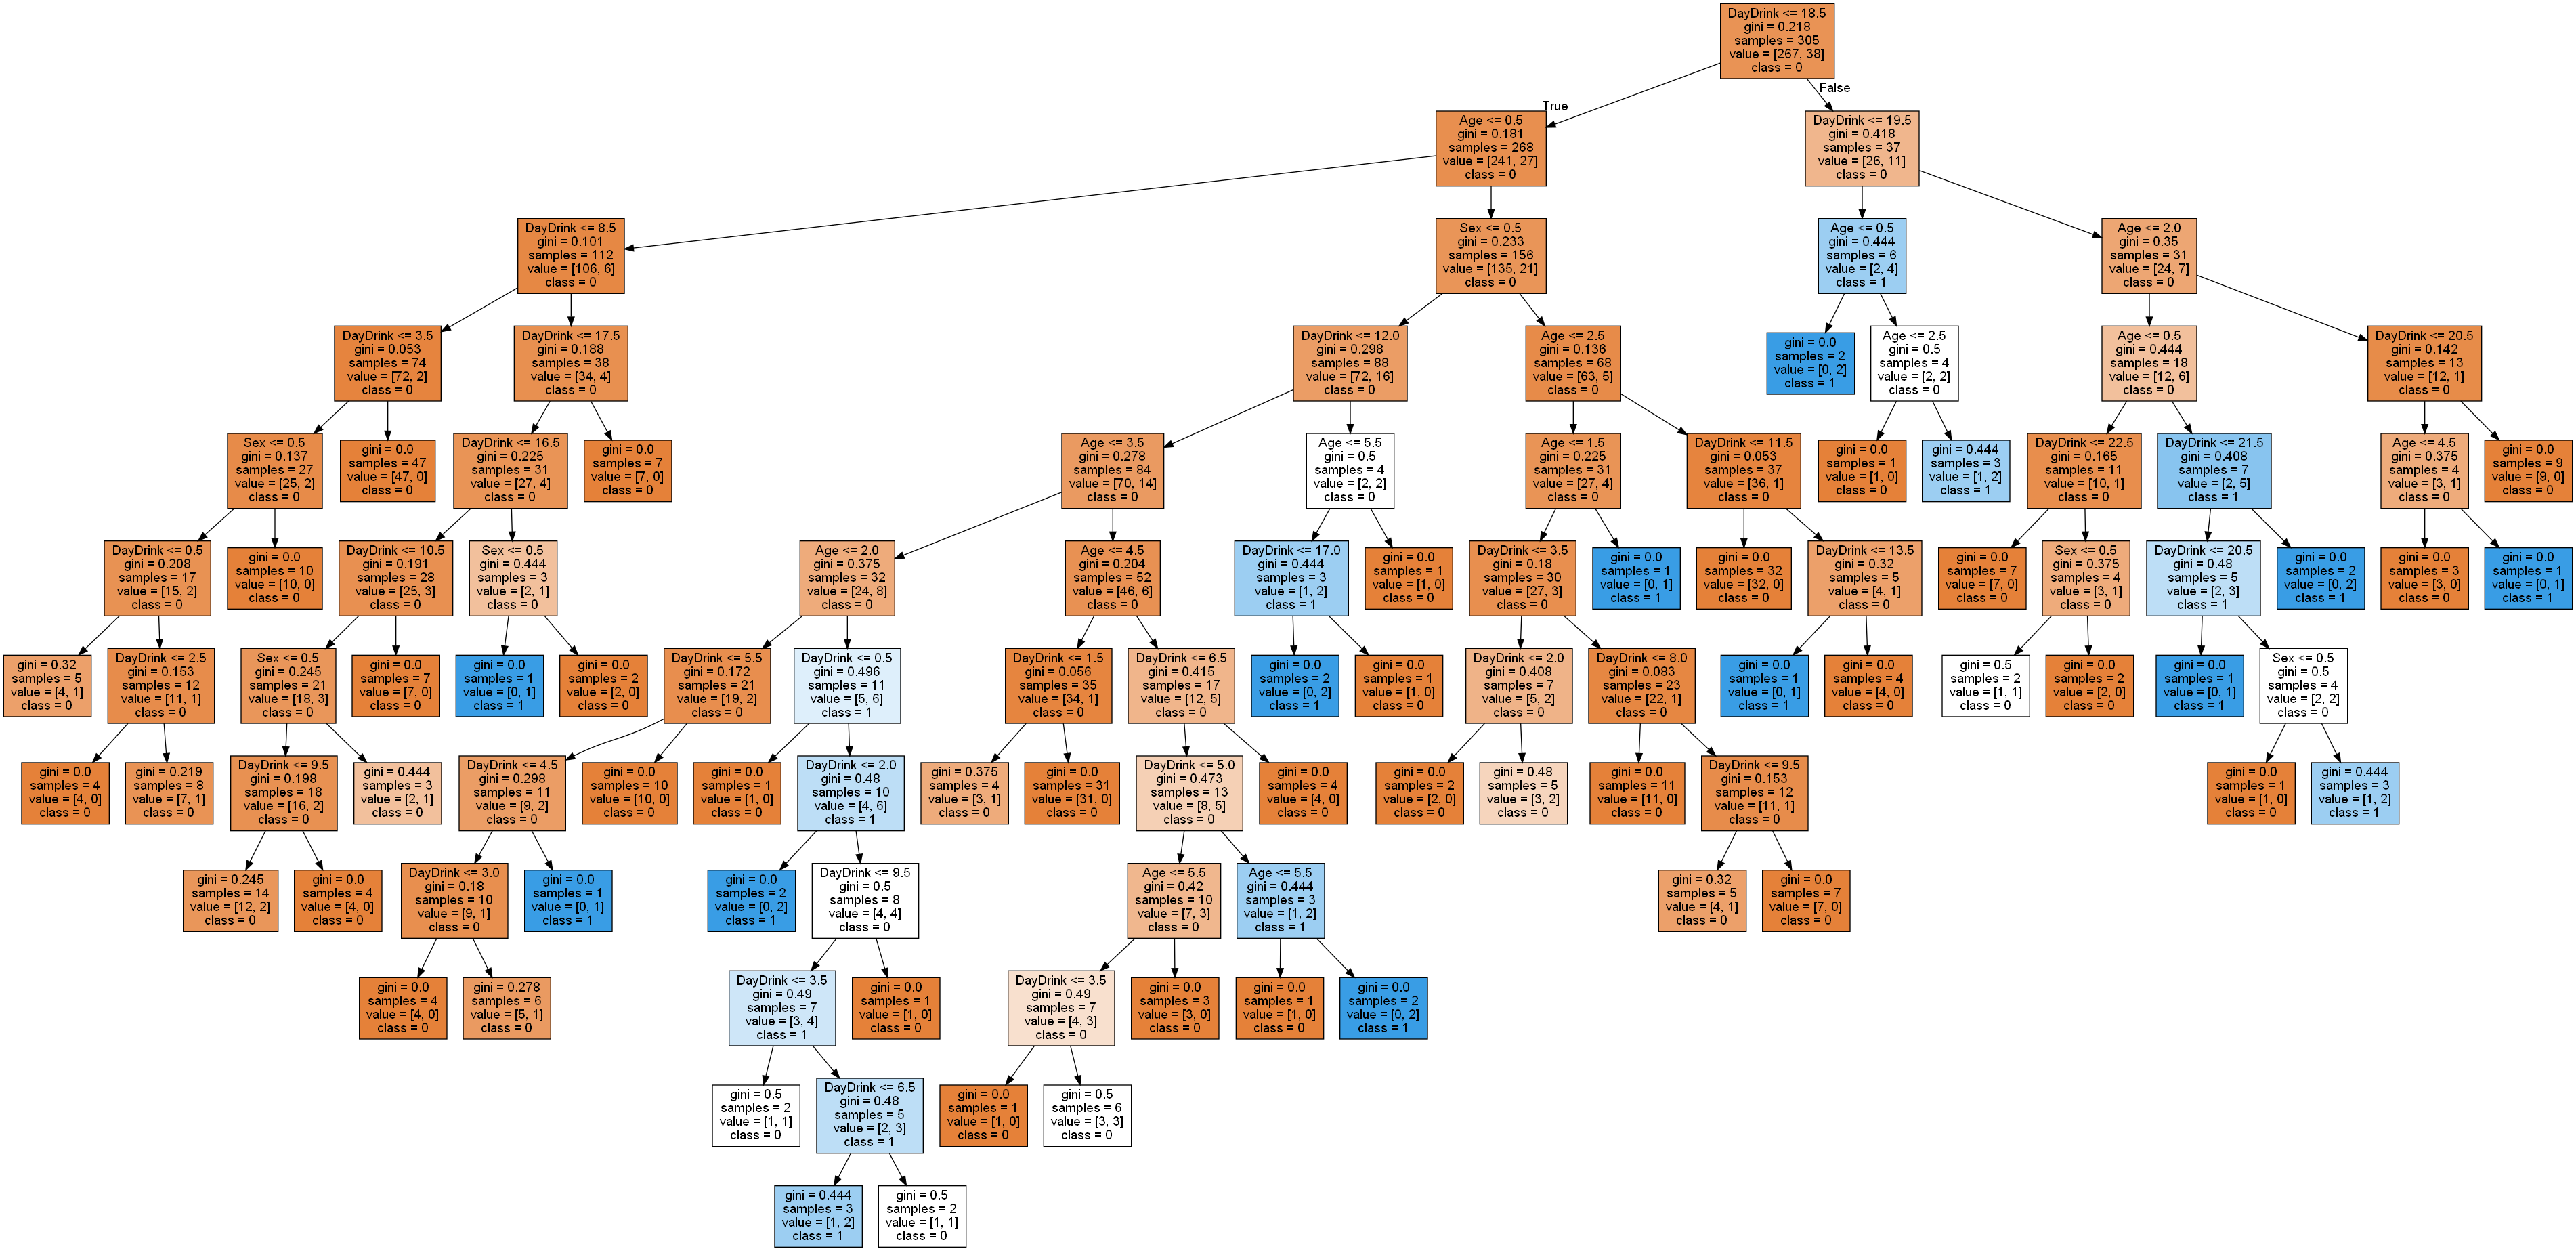 DayDrink <= 18.5
gini = 0.218
samples = 305
value = [267, 38]
class = 0
True
False
Age <= 0.5
gini = 0.181
samples = 268
value = [241, 27]
class = 0
DayDrink <= 19.5
gini = 0.418
samples = 37
value = [26, 11]
class = 0
DayDrink <= 8.5
gini = 0.101
samples = 112
value = [106, 6]
class = 0
Sex <= 0.5
gini = 0.233
samples = 156
value = [135, 21]
class = 0
Age <= 0.5
gini = 0.444
samples = 6
value = [2, 4]
class = 1
Age <= 2.0
gini = 0.35
samples = 31
value = [24, 7]
class = 0
DayDrink <= 3.5
gini = 0.053
samples = 74
value = [72, 2]
class = 0
DayDrink <= 17.5
gini = 0.188
samples = 38
value = [34, 4]
class = 0
DayDrink <= 12.0
gini = 0.298
samples = 88
value = [72, 16]
class = 0
Age <= 2.5
gini = 0.136
samples = 68
value = [63, 5]
class = 0
gini = 0.0
samples = 2
value = [0, 2]
class = 1
Age <= 2.5
gini = 0.5
samples = 4
value = [2, 2]
class = 0
Age <= 0.5
gini = 0.444
samples = 18
value = [12, 6]
class = 0
DayDrink <= 20.5
gini = 0.142
samples = 13
value = [12, 1]
class = 0
Sex <= 0.5
gini = 0.137
samples = 27
value = [25, 2]
class = 0
gini = 0.0
samples = 47
value = [47, 0]
class = 0
DayDrink <= 16.5
gini = 0.225
samples = 31
value = [27, 4]
class = 0
gini = 0.0
samples = 7
value = [7, 0]
class = 0
Age <= 3.5
gini = 0.278
samples = 84
value = [70, 14]
class = 0
Age <= 5.5
gini = 0.5
samples = 4
value = [2, 2]
class = 0
Age <= 1.5
gini = 0.225
samples = 31
value = [27, 4]
class = 0
DayDrink <= 11.5
gini = 0.053
samples = 37
value = [36, 1]
class = 0
gini = 0.0
samples = 1
value = [1, 0]
class = 0
gini = 0.444
samples = 3
value = [1, 2]
class = 1
DayDrink <= 22.5
gini = 0.165
samples = 11
value = [10, 1]
class = 0
DayDrink <= 21.5
gini = 0.408
samples = 7
value = [2, 5]
class = 1
Age <= 4.5
gini = 0.375
samples = 4
value = [3, 1]
class = 0
gini = 0.0
samples = 9
value = [9, 0]
class = 0
DayDrink <= 0.5
gini = 0.208
samples = 17
value = [15, 2]
class = 0
gini = 0.0
samples = 10
value = [10, 0]
class = 0
DayDrink <= 10.5
gini = 0.191
samples = 28
value = [25, 3]
class = 0
Sex <= 0.5
gini = 0.444
samples = 3
value = [2, 1]
class = 0
Age <= 2.0
gini = 0.375
samples = 32
value = [24, 8]
class = 0
Age <= 4.5
gini = 0.204
samples = 52
value = [46, 6]
class = 0
DayDrink <= 17.0
gini = 0.444
samples = 3
value = [1, 2]
class = 1
gini = 0.0
samples = 1
value = [1, 0]
class = 0
DayDrink <= 3.5
gini = 0.18
samples = 30
value = [27, 3]
class = 0
gini = 0.0
samples = 1
value = [0, 1]
class = 1
gini = 0.0
samples = 32
value = [32, 0]
class = 0
DayDrink <= 13.5
gini = 0.32
samples = 5
value = [4, 1]
class = 0
gini = 0.0
samples = 7
value = [7, 0]
class = 0
Sex <= 0.5
gini = 0.375
samples = 4
value = [3, 1]
class = 0
DayDrink <= 20.5
gini = 0.48
samples = 5
value = [2, 3]
class = 1
gini = 0.0
samples = 2
value = [0, 2]
class = 1
gini = 0.0
samples = 3
value = [3, 0]
class = 0
gini = 0.0
samples = 1
value = [0, 1]
class = 1
gini = 0.32
samples = 5
value = [4, 1]
class = 0
DayDrink <= 2.5
gini = 0.153
samples = 12
value = [11, 1]
class = 0
Sex <= 0.5
gini = 0.245
samples = 21
value = [18, 3]
class = 0
gini = 0.0
samples = 7
value = [7, 0]
class = 0
gini = 0.0
samples = 1
value = [0, 1]
class = 1
gini = 0.0
samples = 2
value = [2, 0]
class = 0
DayDrink <= 5.5
gini = 0.172
samples = 21
value = [19, 2]
class = 0
DayDrink <= 0.5
gini = 0.496
samples = 11
value = [5, 6]
class = 1
DayDrink <= 1.5
gini = 0.056
samples = 35
value = [34, 1]
class = 0
DayDrink <= 6.5
gini = 0.415
samples = 17
value = [12, 5]
class = 0
gini = 0.0
samples = 2
value = [0, 2]
class = 1
gini = 0.0
samples = 1
value = [1, 0]
class = 0
DayDrink <= 2.0
gini = 0.408
samples = 7
value = [5, 2]
class = 0
DayDrink <= 8.0
gini = 0.083
samples = 23
value = [22, 1]
class = 0
gini = 0.0
samples = 1
value = [0, 1]
class = 1
gini = 0.0
samples = 4
value = [4, 0]
class = 0
gini = 0.5
samples = 2
value = [1, 1]
class = 0
gini = 0.0
samples = 2
value = [2, 0]
class = 0
gini = 0.0
samples = 1
value = [0, 1]
class = 1
Sex <= 0.5
gini = 0.5
samples = 4
value = [2, 2]
class = 0
gini = 0.0
samples = 4
value = [4, 0]
class = 0
gini = 0.219
samples = 8
value = [7, 1]
class = 0
DayDrink <= 9.5
gini = 0.198
samples = 18
value = [16, 2]
class = 0
gini = 0.444
samples = 3
value = [2, 1]
class = 0
DayDrink <= 4.5
gini = 0.298
samples = 11
value = [9, 2]
class = 0
gini = 0.0
samples = 10
value = [10, 0]
class = 0
gini = 0.0
samples = 1
value = [1, 0]
class = 0
DayDrink <= 2.0
gini = 0.48
samples = 10
value = [4, 6]
class = 1
gini = 0.375
samples = 4
value = [3, 1]
class = 0
gini = 0.0
samples = 31
value = [31, 0]
class = 0
DayDrink <= 5.0
gini = 0.473
samples = 13
value = [8, 5]
class = 0
gini = 0.0
samples = 4
value = [4, 0]
class = 0
gini = 0.0
samples = 2
value = [2, 0]
class = 0
gini = 0.48
samples = 5
value = [3, 2]
class = 0
gini = 0.0
samples = 11
value = [11, 0]
class = 0
DayDrink <= 9.5
gini = 0.153
samples = 12
value = [11, 1]
class = 0
gini = 0.0
samples = 1
value = [1, 0]
class = 0
gini = 0.444
samples = 3
value = [1, 2]
class = 1
gini = 0.245
samples = 14
value = [12, 2]
class = 0
gini = 0.0
samples = 4
value = [4, 0]
class = 0
DayDrink <= 3.0
gini = 0.18
samples = 10
value = [9, 1]
class = 0
gini = 0.0
samples = 1
value = [0, 1]
class = 1
gini = 0.0
samples = 2
value = [0, 2]
class = 1
DayDrink <= 9.5
gini = 0.5
samples = 8
value = [4, 4]
class = 0
Age <= 5.5
gini = 0.42
samples = 10
value = [7, 3]
class = 0
Age <= 5.5
gini = 0.444
samples = 3
value = [1, 2]
class = 1
gini = 0.32
samples = 5
value = [4, 1]
class = 0
gini = 0.0
samples = 7
value = [7, 0]
class = 0
gini = 0.0
samples = 4
value = [4, 0]
class = 0
gini = 0.278
samples = 6
value = [5, 1]
class = 0
DayDrink <= 3.5
gini = 0.49
samples = 7
value = [3, 4]
class = 1
gini = 0.0
samples = 1
value = [1, 0]
class = 0
DayDrink <= 3.5
gini = 0.49
samples = 7
value = [4, 3]
class = 0
gini = 0.0
samples = 3
value = [3, 0]
class = 0
gini = 0.0
samples = 1
value = [1, 0]
class = 0
gini = 0.0
samples = 2
value = [0, 2]
class = 1
gini = 0.5
samples = 2
value = [1, 1]
class = 0
DayDrink <= 6.5
gini = 0.48
samples = 5
value = [2, 3]
class = 1
gini = 0.0
samples = 1
value = [1, 0]
class = 0
gini = 0.5
samples = 6
value = [3, 3]
class = 0
gini = 0.444
samples = 3
value = [1, 2]
class = 1
gini = 0.5
samples = 2
value = [1, 1]
class = 0